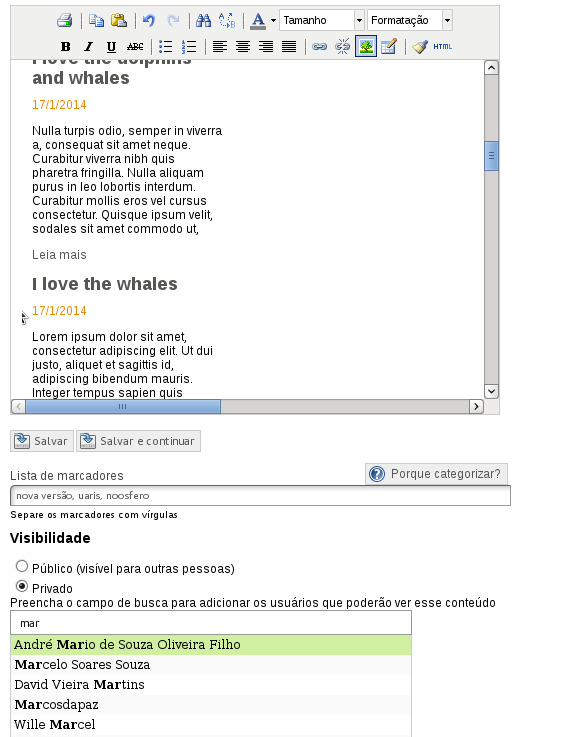 Tamanho Formatação
B I U ABC HTML
I love the dolphins
and whales
17/1/2014
Nulla turpis odio, semper in viverra
a, consequat sit amet neque.
Curabitur viverra nibh quis
pharetra fringilla. Nulla aliquam
purus in leo lobortis interdum.
Curabitur mollis eros vel cursus
consectetur. Quisque ipsum velit,
sodales sit amet commodo ut,
Leia mais
I love the whales
17/1/2014
Lorem ipsum dolor sit amet,
consectetur adipiscing elit. Ut dui
justo, aliquet et sagittis id,
adipiscing bibendum mauris.
Integer tempus sapien quis
Salvar Salvar e continuar
Lista de marcadores Porque categorizar?
nova versão, uaris, noosfero
Separe os marcadores com vírgulas
Visibilidade
Público (visível para outras pessoas)
Privado
Preencha o campo de busca para adicionar os usuários que poderão ver esse conteúdo
mar
André Mario de Souza Oliveira Filho
Marcelo Soares Souza
David Vieira Martins
Marcosdapaz
Wille Marcel